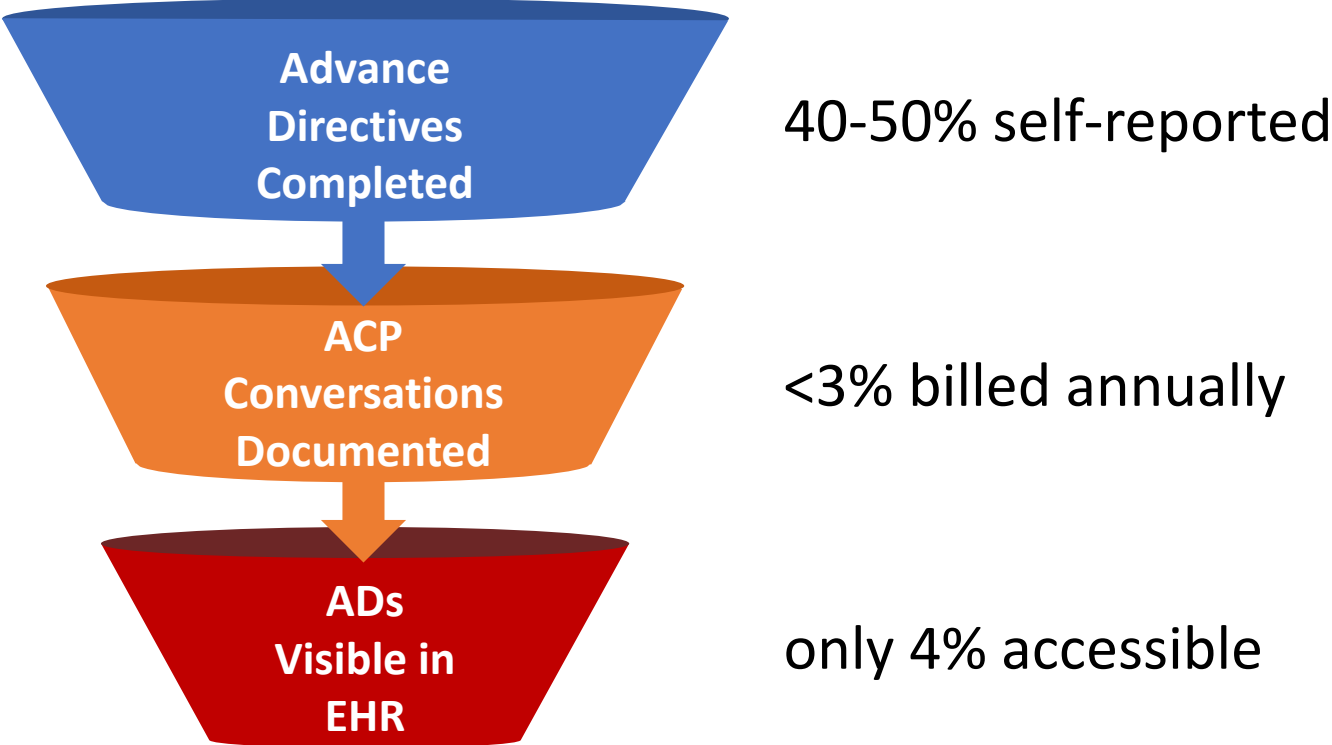 Advance
Directives
Completed
40-50% self-reported
ACP
Conversations
Documented
<3% billed annually
ADs
Visible in
EHR
only 4% accessible